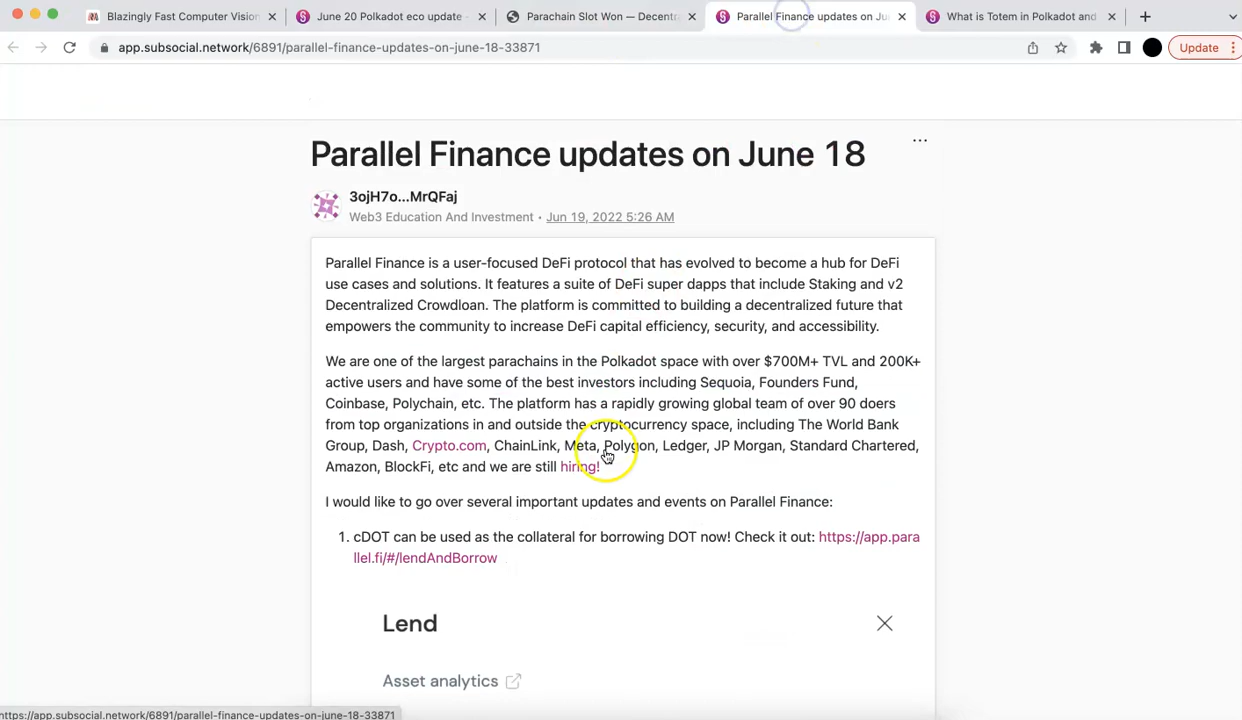 Blazingly Fast Computer Vision
June 20 Polkadot eco update -
Parachain Slot Won — Decentra
Parallel Finance updates on Ju
What is Totem in Polkadot and
app.subsocial.network/6891/parallel-finance-updates-on-june-18-33871
Update
Parallel Finance updates on June 18
3ojH7o...MrQFaj
Web3 Education And Investment • Jun 19, 2022 5:26 AM
Parallel Finance is a user-focused DeFi protocol that has evolved to become a hub for DeFi
use cases and solutions. It features a suite of DeFi super dapps that include Staking and v2
Decentralized Crowdloan. The platform is committed to building a decentralized future that
empowers the community to increase DeFi capital efficiency, security, and accessibility.
We are one of the largest parachains in the Polkadot space with over $700M+ TVL and 200K+
active users and have some of the best investors including Sequoia, Founders Fund,
Coinbase, Polychain, etc. The platform has a rapidly growing global team of over 90 doers
from top organizations in and outside the cryptocurrency space, including The World Bank
Group, Dash, Crypto.com, ChainLink, Meta, Polygon, Ledger, JP Morgan, Standard Chartered,
Amazon, BlockFi, etc and we are still hiring!
I would like to go over several important updates and events on Parallel Finance:
1. cDOT can be used as the collateral for borrowing DOT now! Check it out: https://app.para
llel.fi/#/lendAndBorrow
Lend
Asset analytics
https://app.subsocial.network/6891/parallel-finance-updates-on-june-18-33871